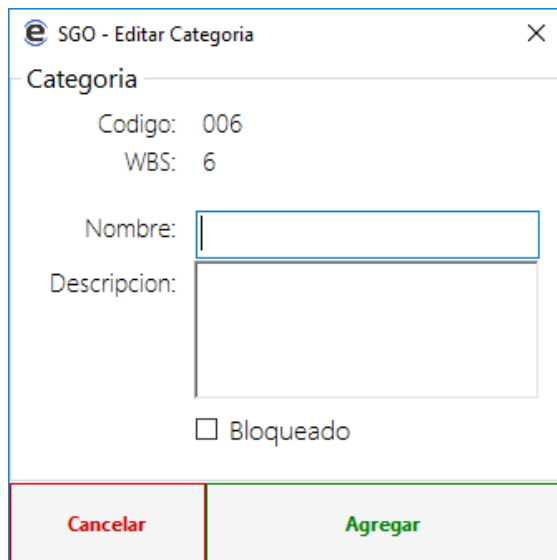 SGO - Editar Categoria
Categoria
Codigo: 006
WBS: 6
Nombre:
Descripcion:
Bloqueado
Cancelar Agregar